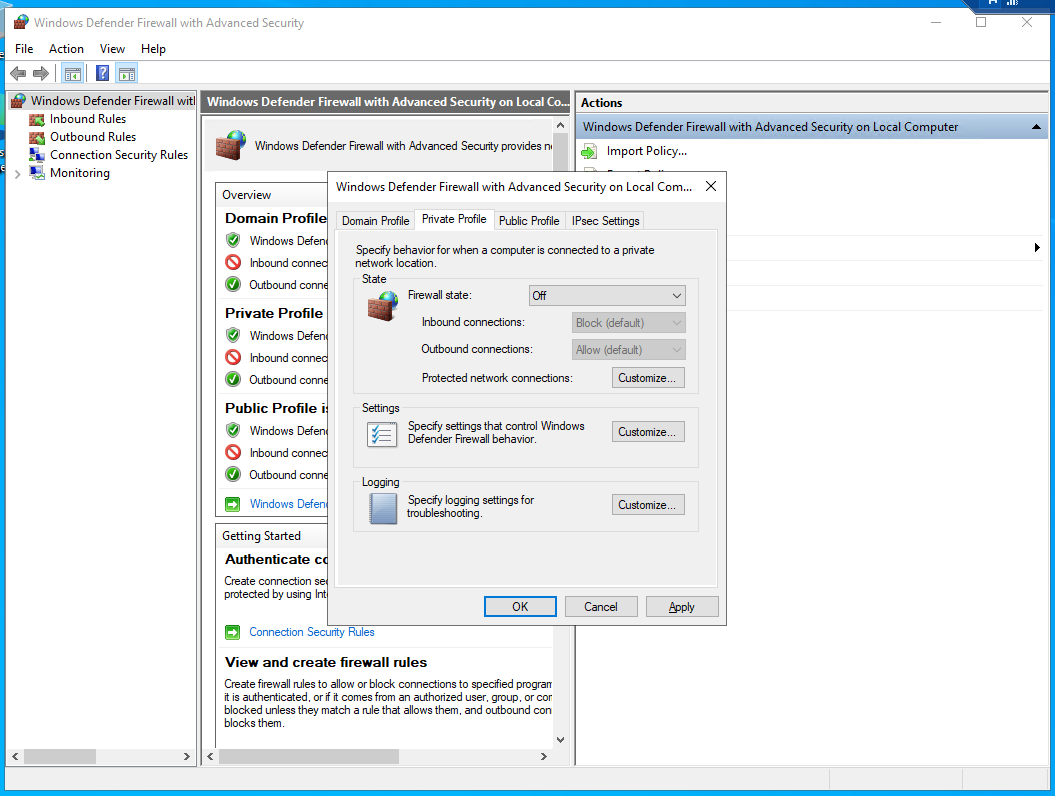 Windows Defender Firewall with Advanced Security
File Action View Help
Windows Defender Firewall with
Inbound Rules
Outbound Rules
Connection Security Rules
Monitoring
Windows Defender Firewall with Advanced Security on Local Co...
Windows Defender Firewall with Advanced Security provides
Overview
Domain Profile
Windows Defen
Inbound connec
Outbound conne
Private Profile
Windows Defen
Inbound connec
Outbound conne
Public Profile is
Windows Defen
Inbound connec
Outbound conne
Windows Defen
Getting Started
Authenticate co
Create connection sec
protected by using Inte
Connection Security Rules
View and create firewall rules
Create firewall rules to allow or block connections to specified program
it is authenticated, or if it comes from an authorized user, group, or com
blocked unless they match a rule that allows them, and outbound con
blocks them.
Actions
Windows Defender Firewall with Advanced Security on Local Computer
Import Policy...
Windows Defender Firewall with Advanced Security on Local Com...
Domain Profile Private Profile Public Profile IPsec Settings
Specify behavior for when a computer is connected to a private
network location.
State
Firewall state: Off
Inbound connections: Block (default)
Outbound connections: Allow (default)
Protected network connections: Customize...
Settings
Specify settings that control Windows
Defender Firewall behavior.
Customize...
Logging
Specify logging settings for
troubleshooting.
Customize...
OK Cancel Apply